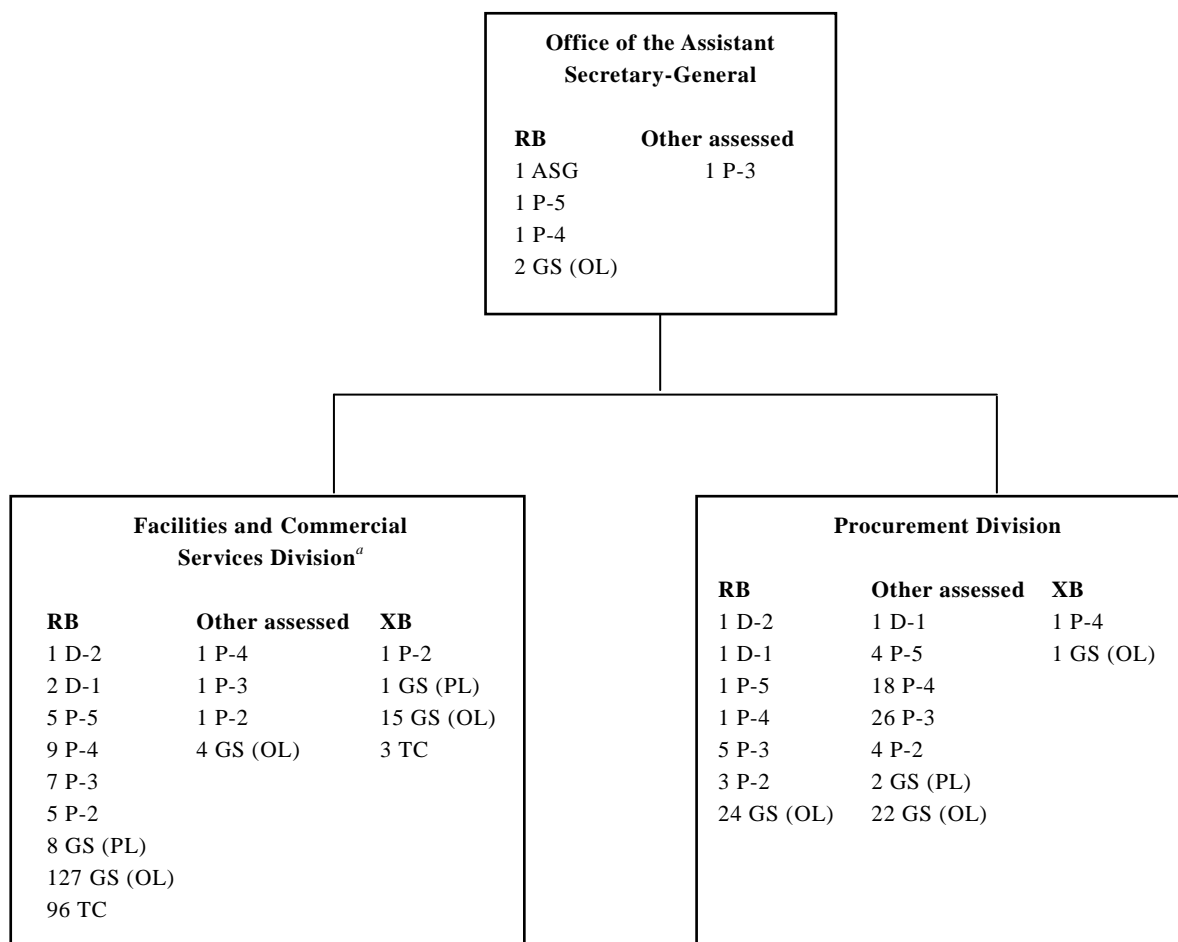 Office of the Assistant
Secretary-General
RB Other assessed
1 ASG 1 P-3
1 P-5
1 P-4
2 GS (OL)
Facilities and Commercial
Services Divisionᵃ
RB Other assessed XB
1 D-2 1 P-4 1 P-2
2 D-1 1 P-3 1 GS (PL)
5 P-5 1 P-2 15 GS (OL)
9 P-4 4 GS (OL) 3 TC
7 P-3
5 P-2
8 GS (PL)
127 GS (OL)
96 TC
Procurement Division
RB Other assessed XB
1 D-2 1 D-1 1 P-4
1 D-1 4 P-5 1 GS (OL)
1 P-5 18 P-4
1 P-4 26 P-3
5 P-3 4 P-2
3 P-2 2 GS (PL)
24 GS (OL) 22 GS (OL)